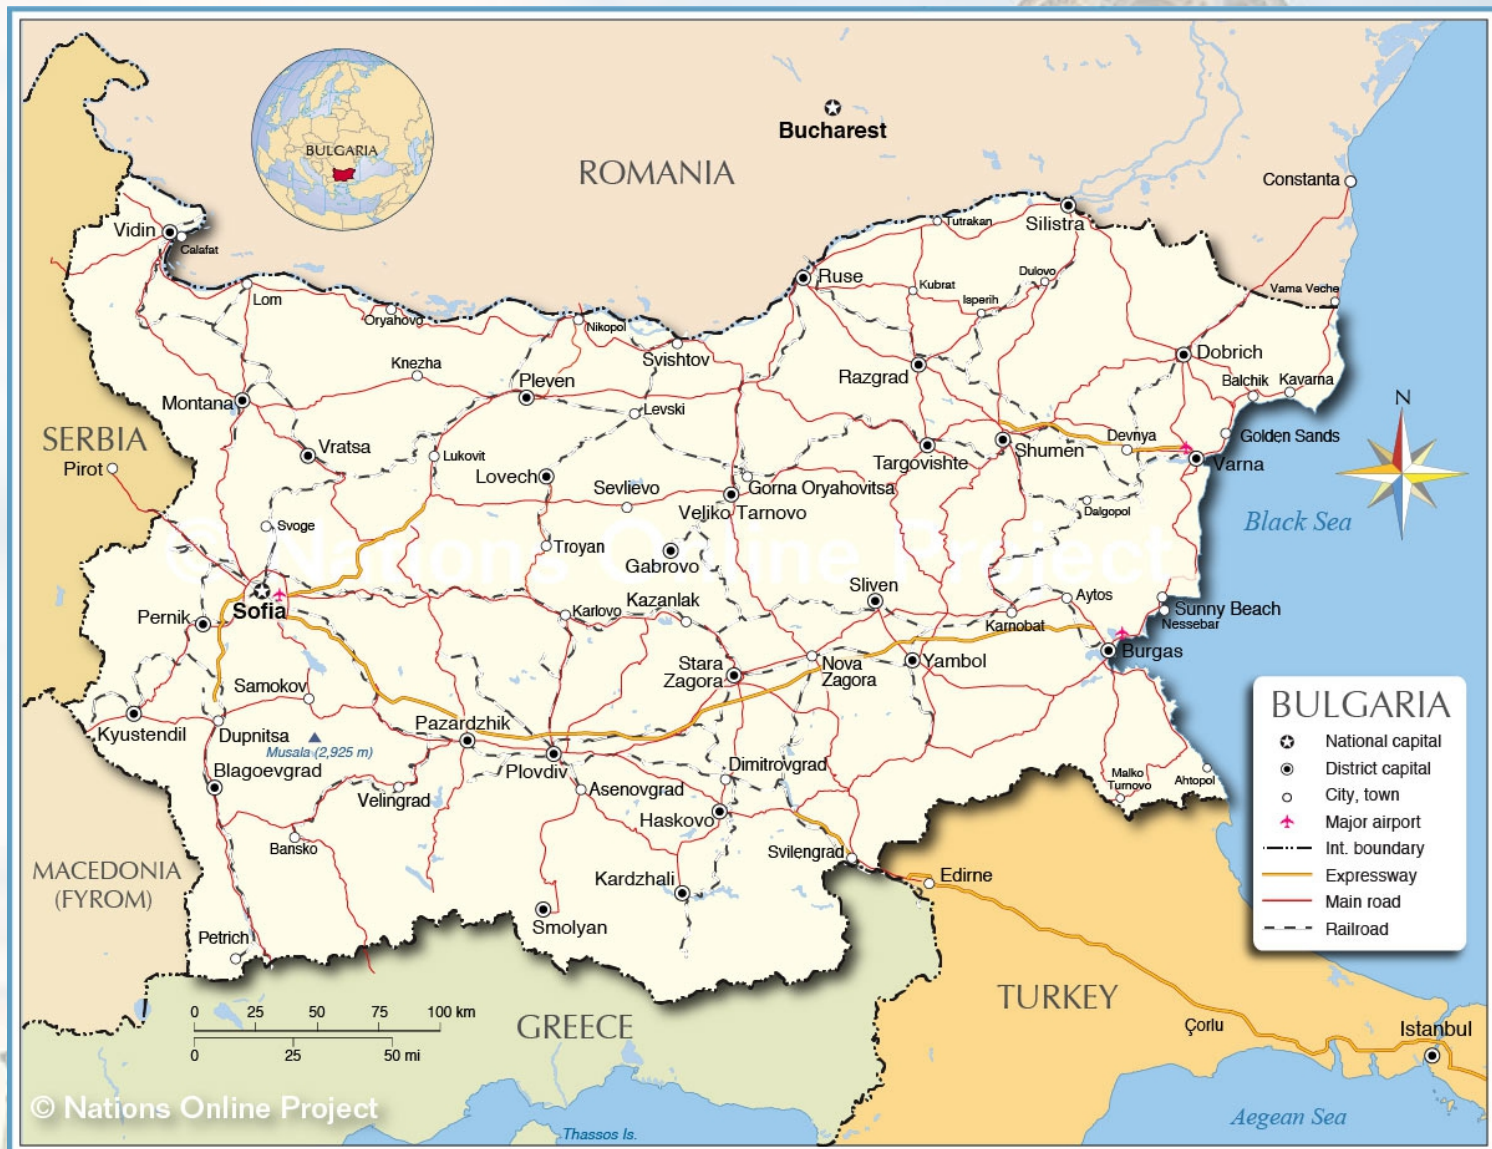 BULGARIA
Bucharest
ROMANIA
Constanta
Vidin
Calafat
Tutrakan
Silistra
Ruse
Kubrat
Dulovo
Isperih
Vama Veche
Lom
Oryahovo
Nikopol
Svishtov
Knezha
Pleven
Razgrad
Dobrich
Balchik
Kavarna
N
Montana
Levski
SERBIA
Pirot
Vratsa
Lukovit
Lovech
Targovishte
Shumen
Devnya
Golden Sands
Varna
Sevlievo
Gorna Oryahovitsa
Veliko Tarnovo
Dalgopol
Black Sea
Svoge
© Nations Online Project
Troyan
Gabrovo
Sofia
Pernik
Karlovo
Kazanlak
Sliven
Aytos
Karnobat
Sunny Beach
Nessebar
Burgas
Stara
Zagora
Nova
Zagora
Yambol
Samokov
Kyustendil
Dupnitsa
Musala (2,925 m)
Pazardzhik
Plovdiv
Blagoevgrad
Velingrad
Asenovgrad
Dimitrovgrad
Haskovo
Malko
Turnovo
Ahtopol
Bansko
Svilengrad
Edirne
MACEDONIA
(FYROM)
Kardzhali
Smolyan
Petrich
BULGARIA
National capital
District capital
City, town
Major airport
Int. boundary
Expressway
Main road
Railroad
0 25 50 75 100 km
0 25 50 mi
GREECE
TURKEY
Çorlu
Istanbul
© Nations Online Project
Thassos Is.
Aegean Sea